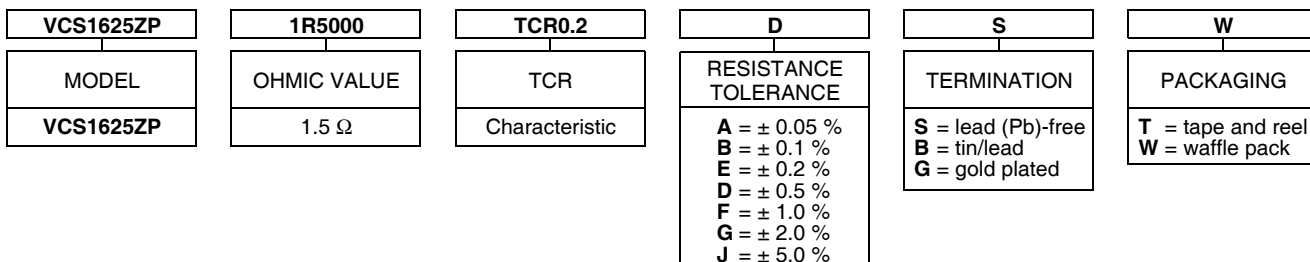 VCS1625ZP 1R5000 TCR0.2 D S W
MODEL OHMIC VALUE TCR RESISTANCE TOLERANCE TERMINATION PACKAGING
VCS1625ZP 1.5 Ω Characteristic
A = ± 0.05 %
B = ± 0.1 %
E = ± 0.2 %
D = ± 0.5 %
F = ± 1.0 %
G = ± 2.0 %
J = ± 5.0 %
S = lead (Pb)-free
B = tin/lead
G = gold plated
T = tape and reel
W = waffle pack